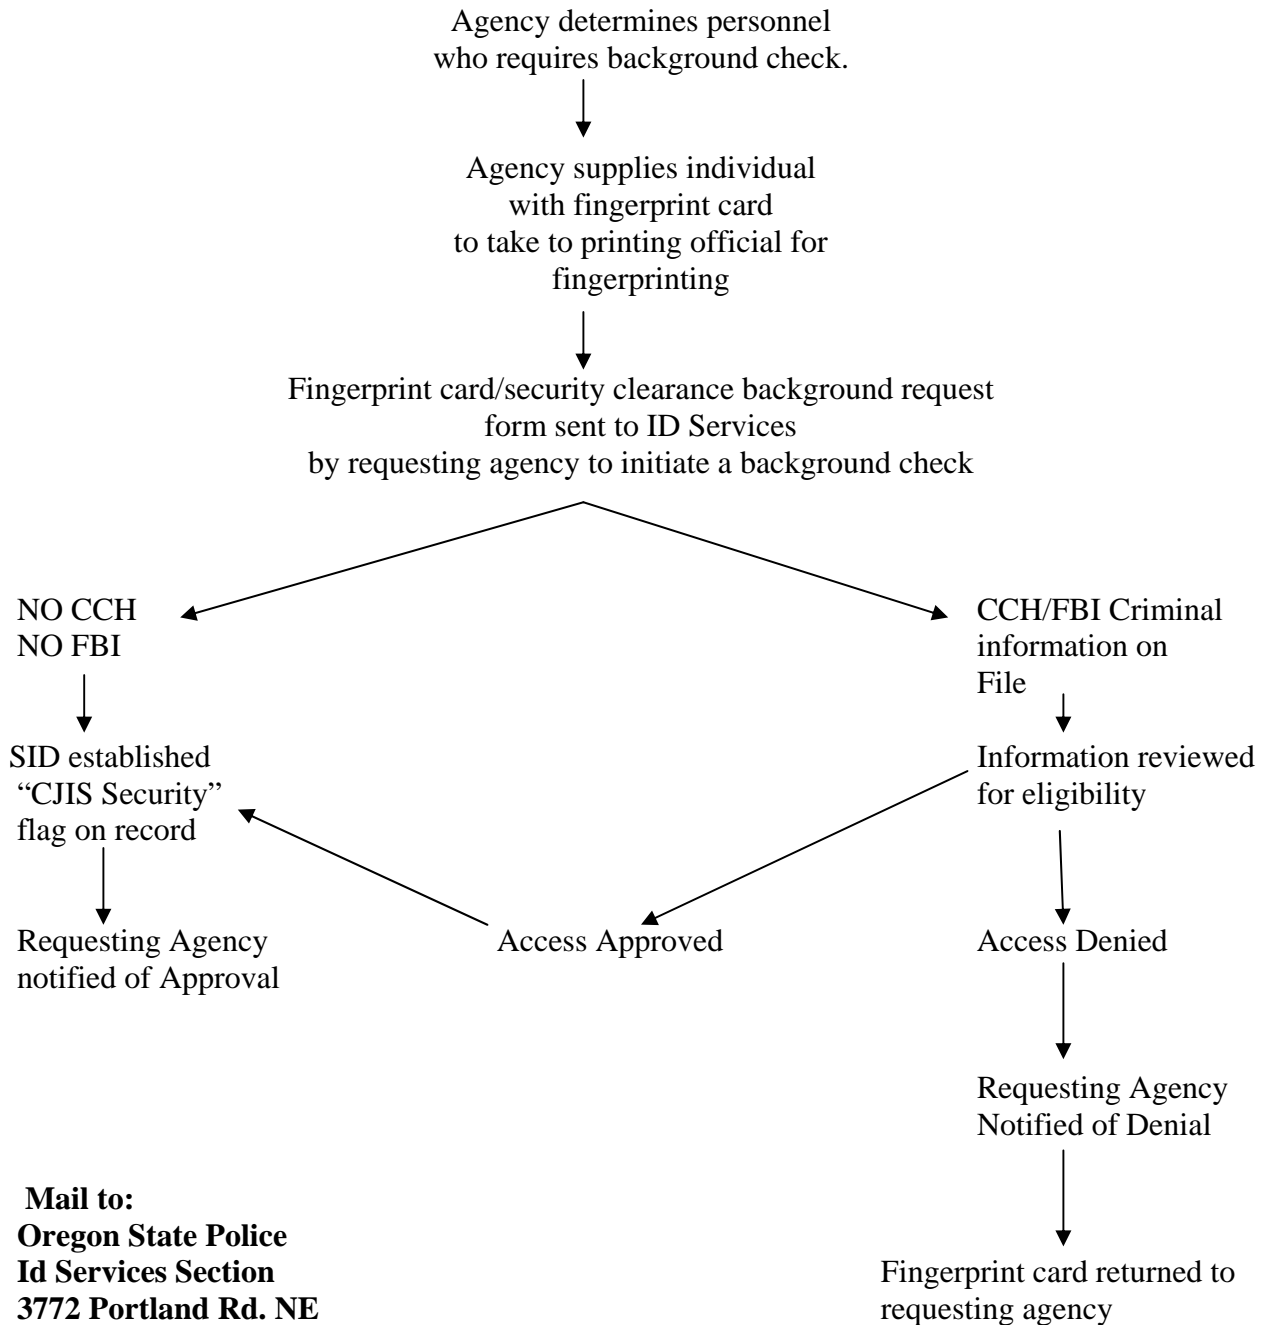 Agency determines personnel
who requires background check.
Agency supplies individual
with fingerprint card
to take to printing official for
fingerprinting
Fingerprint card/security clearance background request
form sent to ID Services
by requesting agency to initiate a background check
NO CCH
NO FBI
CCH/FBI Criminal
information on
File
SID established
“CJIS Security”
flag on record
Information reviewed
for eligibility
Requesting Agency
notified of Approval
Access Approved
Access Denied
Requesting Agency
Notified of Denial
Mail to:
Oregon State Police
Id Services Section
3772 Portland Rd. NE
Fingerprint card returned to
requesting agency